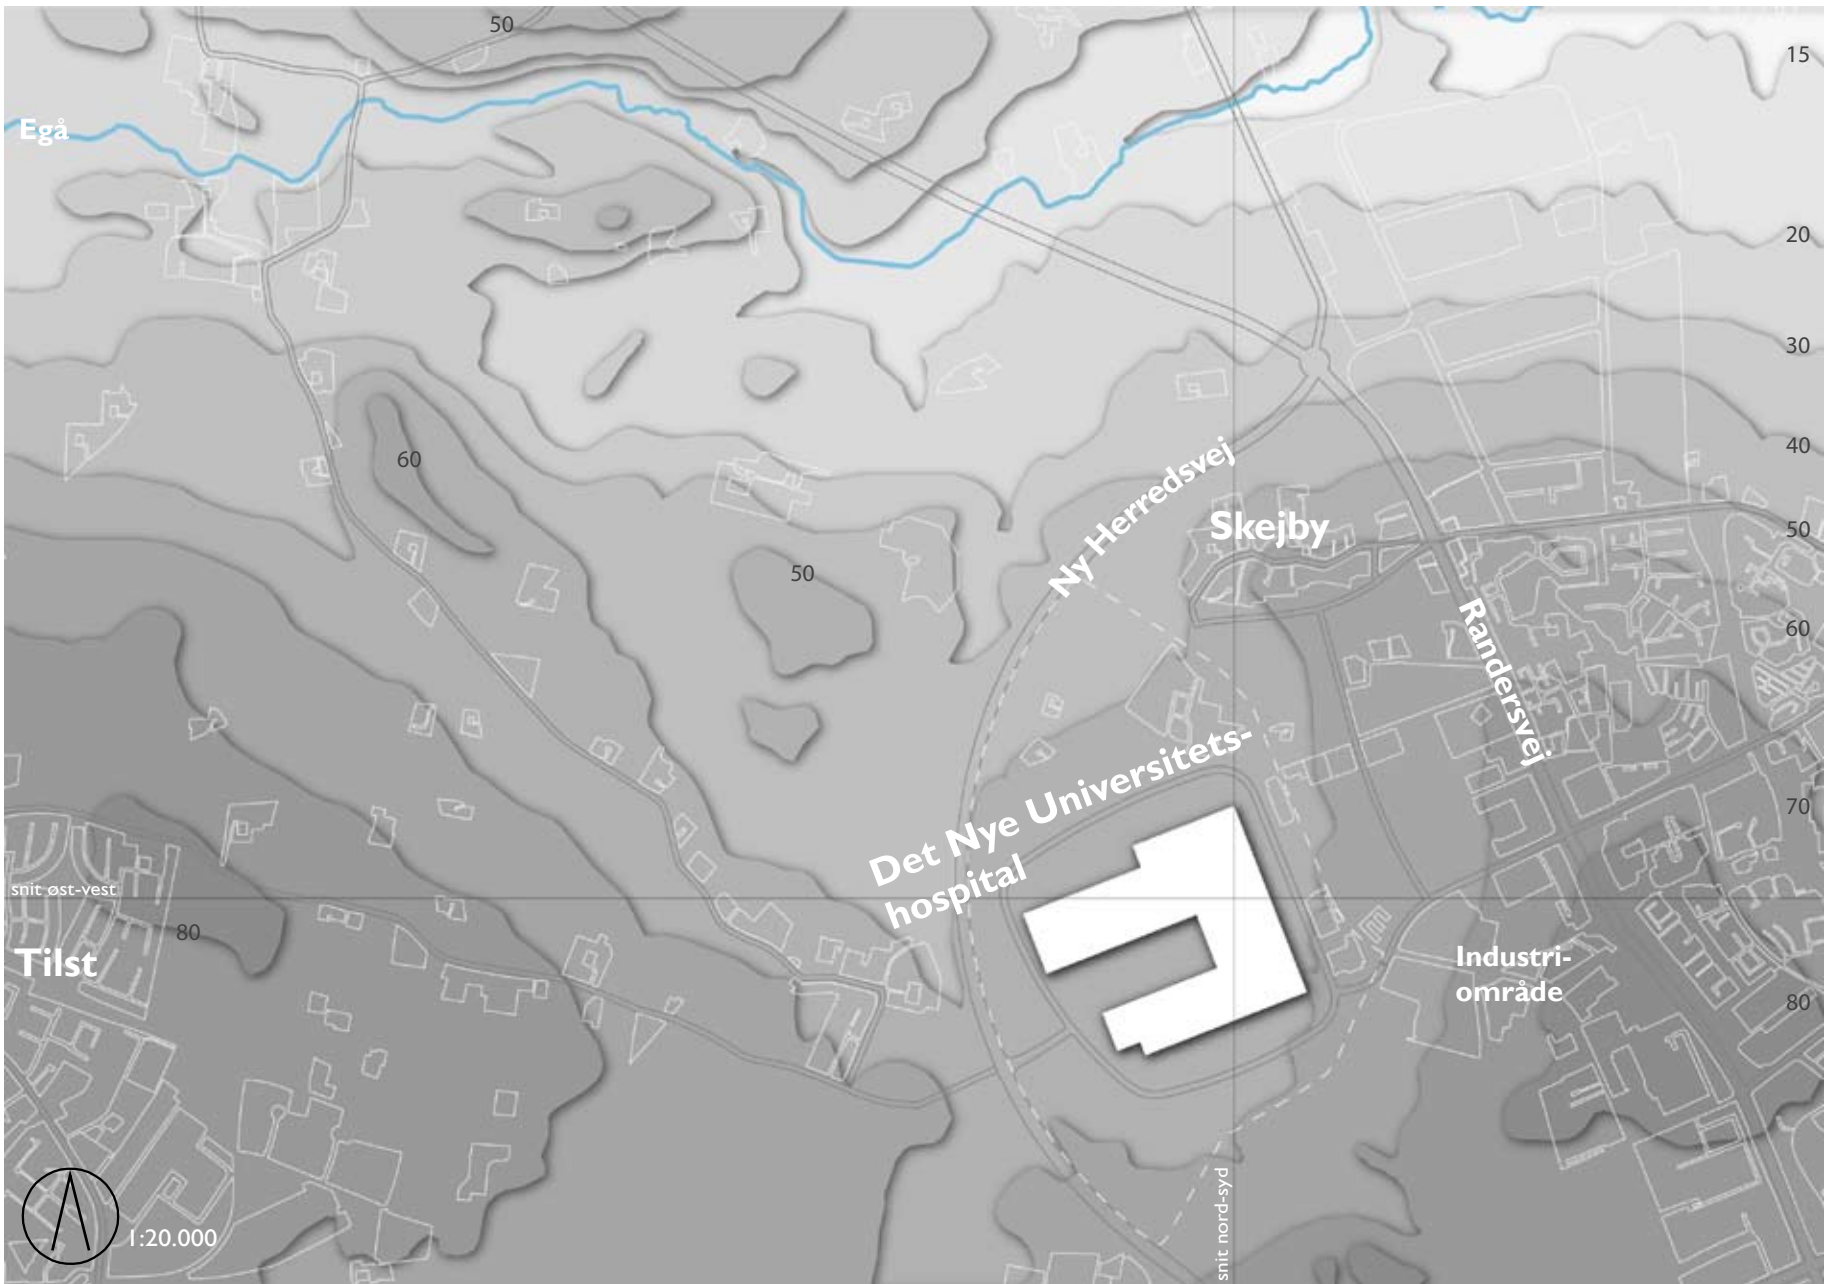 50
15
Egå
20
30
40
60
Ny Herredsvej
Skejby
50
50
Randersvej
60
Det Nye Universitets-
hospital
70
snit øst-vest
80
Tilst
Industri-
område
80
snit nord-syd
1:20.000